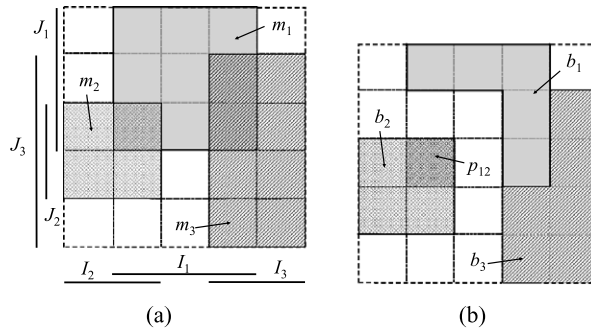 J₁
m₁
b₁
m₂
J₃
b₂
p₁₂
J₂
m₃
b₃
I₂
I₁
I₃
(a)
(b)